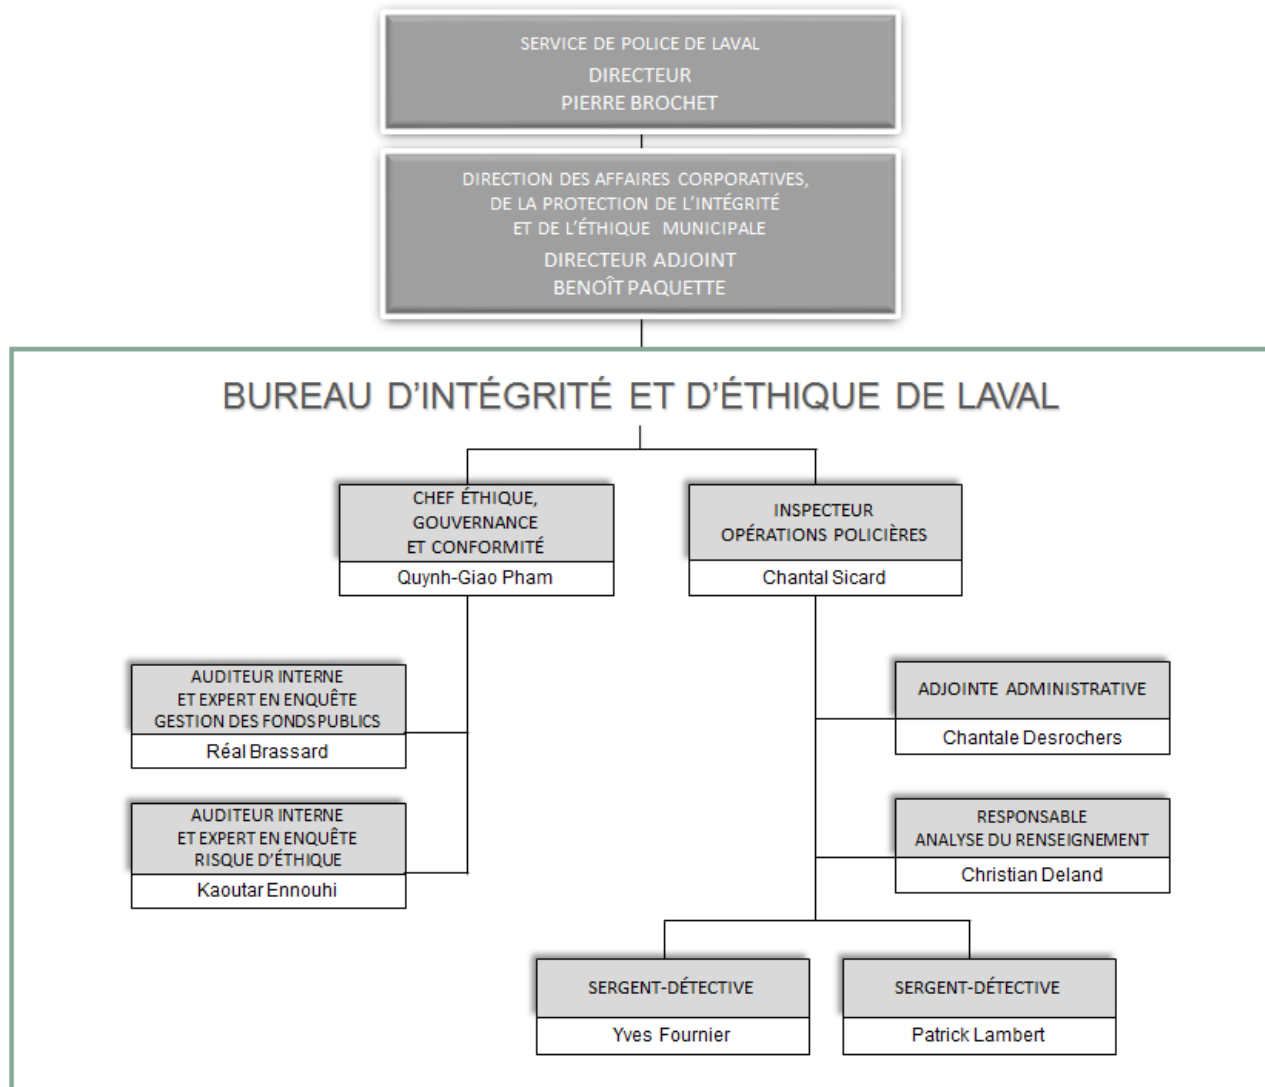 SERVICE DE POLICE DE LAVAL
DIRECTEUR
PIERRE BROCHET
DIRECTION DES AFFAIRES CORPORATIVES,
DE LA PROTECTION DE L'INTÉGRITÉ
ET DE L'ÉTHIQUE MUNICIPALE
DIRECTEUR ADJOINT
BENOÎT PAQUETTE
BUREAU D'INTÉGRITÉ ET D'ÉTHIQUE DE LAVAL
CHEF ÉTHIQUE,
GOUVERNANCE
ET CONFORMITÉ
Quynh-Giao Pham
INSPECTEUR
OPÉRATIONS POLICIÈRES
Chantal Sicard
AUDITEUR INTERNE
ET EXPERT EN ENQUÊTE
GESTION DES FONDS PUBLICS
Réal Brassard
AUDITEUR INTERNE
ET EXPERT EN ENQUÊTE
RISQUE D'ÉTHIQUE
Kaoutar Ennouhi
ADJOINTE ADMINISTRATIVE
Chantale Desrochers
RESPONSABLE
ANALYSE DU RENSEIGNEMENT
Christian Deland
SERGENT-DÉTECTIVE
Yves Fournier
SERGENT-DÉTECTIVE
Patrick Lambert